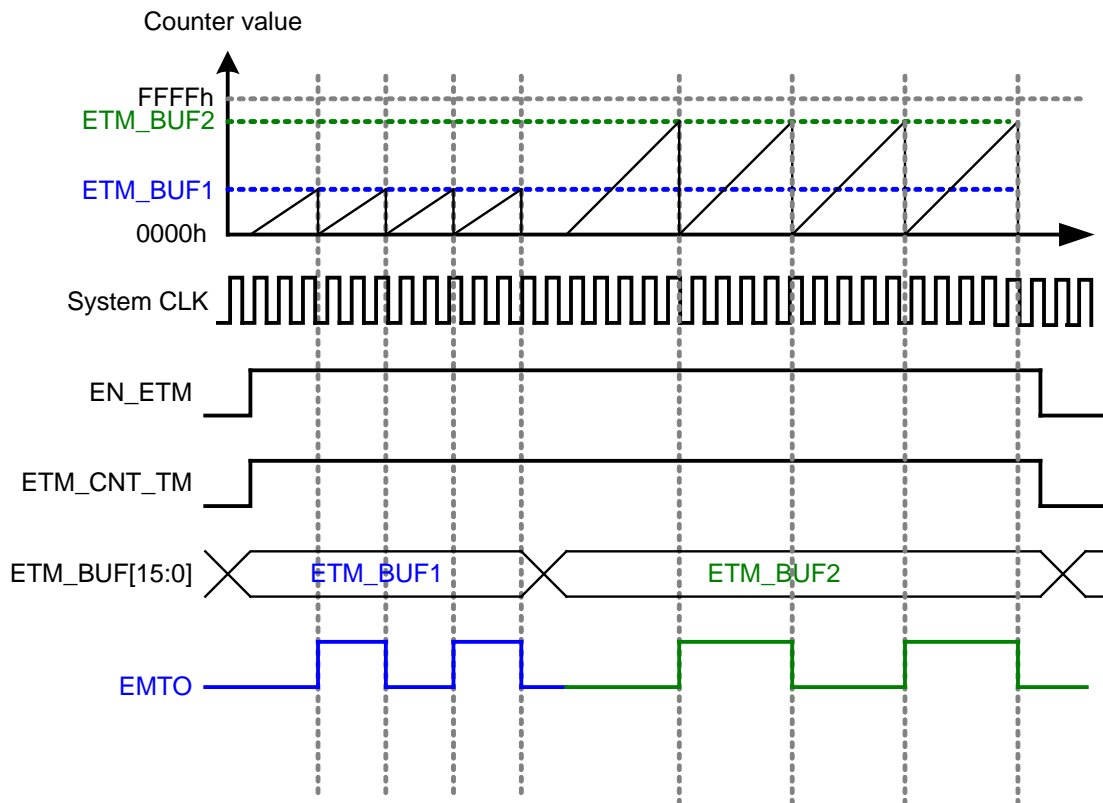 Counter value
FFFFh
ETM_BUF2
ETM_BUF1
0000h
System CLK
EN_ETM
ETM_CNT_TM
ETM_BUF[15:0] ETM_BUF1 ETM_BUF2
EMTO